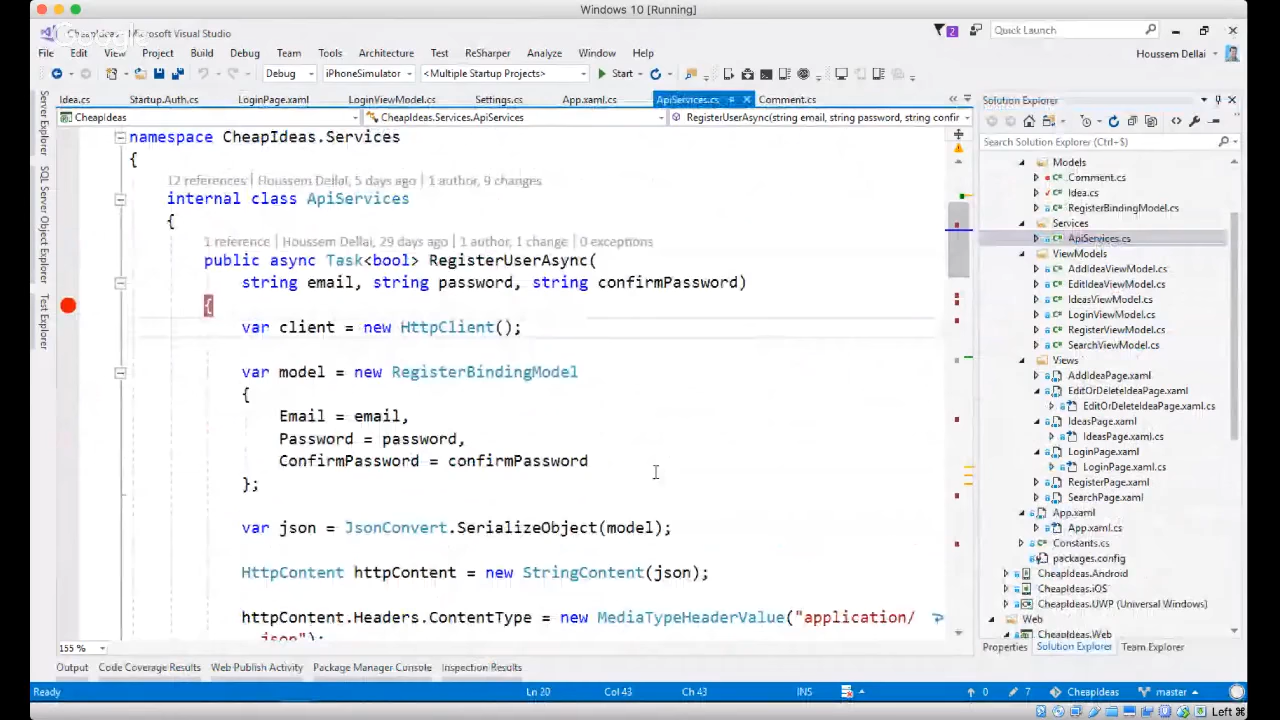 Windows 10 [Running]
CheapIdeas - Microsoft Visual Studio
Google
2
Quick Launch
File Edit View Project Build Debug Team Tools Architecture Test ReSharper Analyze Window Help
Houssem Dellai
Debug iPhoneSimulator <Multiple Startup Projects> Start
Idea.cs Startup.Auth.cs LoginPage.xaml LoginViewModel.cs Settings.cs App.xaml.cs ApiServices.cs Comment.cs
CheapIdeas CheapIdeas.Services.ApiServices RegisterUserAsync(string email, string password, string confir
Server Explorer
SQL Server Object Explorer
Test Explorer
namespace CheapIdeas.Services
{
12 references | Houssem Dellai, 5 days ago | 1 author, 9 changes
internal class ApiServices
{
1 reference | Houssem Dellai, 29 days ago | 1 author, 1 change | 0 exceptions
public async Task<bool> RegisterUserAsync(
string email, string password, string confirmPassword)
{
var client = new HttpClient();
var model = new RegisterBindingModel
{
Email = email,
Password = password,
ConfirmPassword = confirmPassword
};
var json = JsonConvert.SerializeObject(model);
HttpContent httpContent = new StringContent(json);
httpContent.Headers.ContentType = new MediaTypeHeaderValue("application/
json");
155 %
Solution Explorer
Search Solution Explorer (Ctrl+$)
Models
Comment.cs
Idea.cs
RegisterBindingModel.cs
Services
ApiServices.cs
ViewModels
AddIdeaViewModel.cs
EditIdeaViewModel.cs
IdeasViewModel.cs
LoginViewModel.cs
RegisterViewModel.cs
SearchViewModel.cs
Views
AddIdeaPage.xaml
EditOrDeleteIdeaPage.xaml
EditOrDeleteIdeaPage.xaml.cs
IdeasPage.xaml
IdeasPage.xaml.cs
LoginPage.xaml
LoginPage.xaml.cs
RegisterPage.xaml
SearchPage.xaml
App.xaml
App.xaml.cs
Constants.cs
packages.config
CheapIdeas.Android
CheapIdeas.iOS
CheapIdeas.UWP (Universal Windows)
Web
CheapIdeas.Web
Properties Solution Explorer Team Explorer
Output Code Coverage Results Web Publish Activity Package Manager Console Inspection Results
Ready Ln 20 Col 43 Ch 43 INS 0 7 CheapIdeas master
Left ⌘